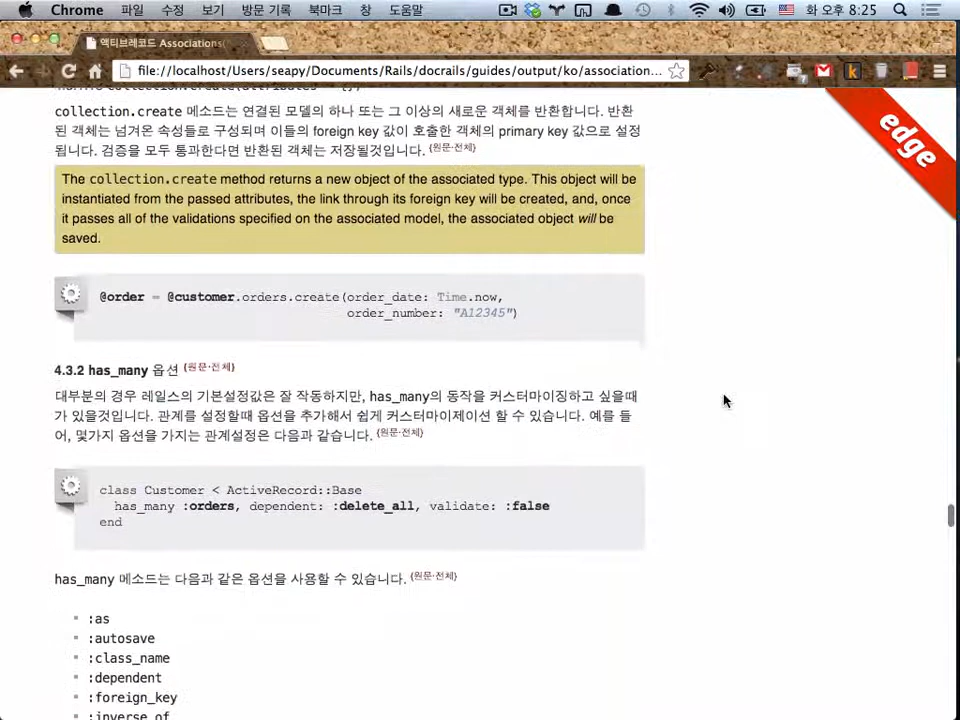 Chrome 파일 수정 보기 방문 기록 북마크 창 도움말 화 오후 8:25
액티브레코드 Associations(
file://localhost/Users/seapy/Documents/Rails/docrails/guides/output/ko/association...
edge
collection.create 메소드는 연결된 모델의 하나 또는 그 이상의 새로운 객체를 반환합니다. 반환
된 객체는 넘겨온 속성들로 구성되며 이들의 foreign key 값이 호출한 객체의 primary key 값으로 설정
됩니다. 검증을 모두 통과한다면 반환된 객체는 저장될것입니다. (원문·전체)
The collection.create method returns a new object of the associated type. This object will be
instantiated from the passed attributes, the link through its foreign key will be created, and, once
it passes all of the validations specified on the associated model, the associated object will be
saved.
@order = @customer.orders.create(order_date: Time.now,
order_number: "A12345")
4.3.2 has_many 옵션 (원문·전체)
대부분의 경우 레일스의 기본설정값은 잘 작동하지만, has_many의 동작을 커스터마이징하고 싶을때
가 있을것입니다. 관계를 설정할때 옵션을 추가해서 쉽게 커스터마이제이션 할 수 있습니다. 예를 들
어, 몇가지 옵션을 가지는 관계설정은 다음과 같습니다. (원문·전체)
class Customer < ActiveRecord::Base
has_many :orders, dependent: :delete_all, validate: :false
end
has_many 메소드는 다음과 같은 옵션을 사용할 수 있습니다. (원문·전체)
:as
:autosave
:class_name
:dependent
:foreign_key
:inverse_of